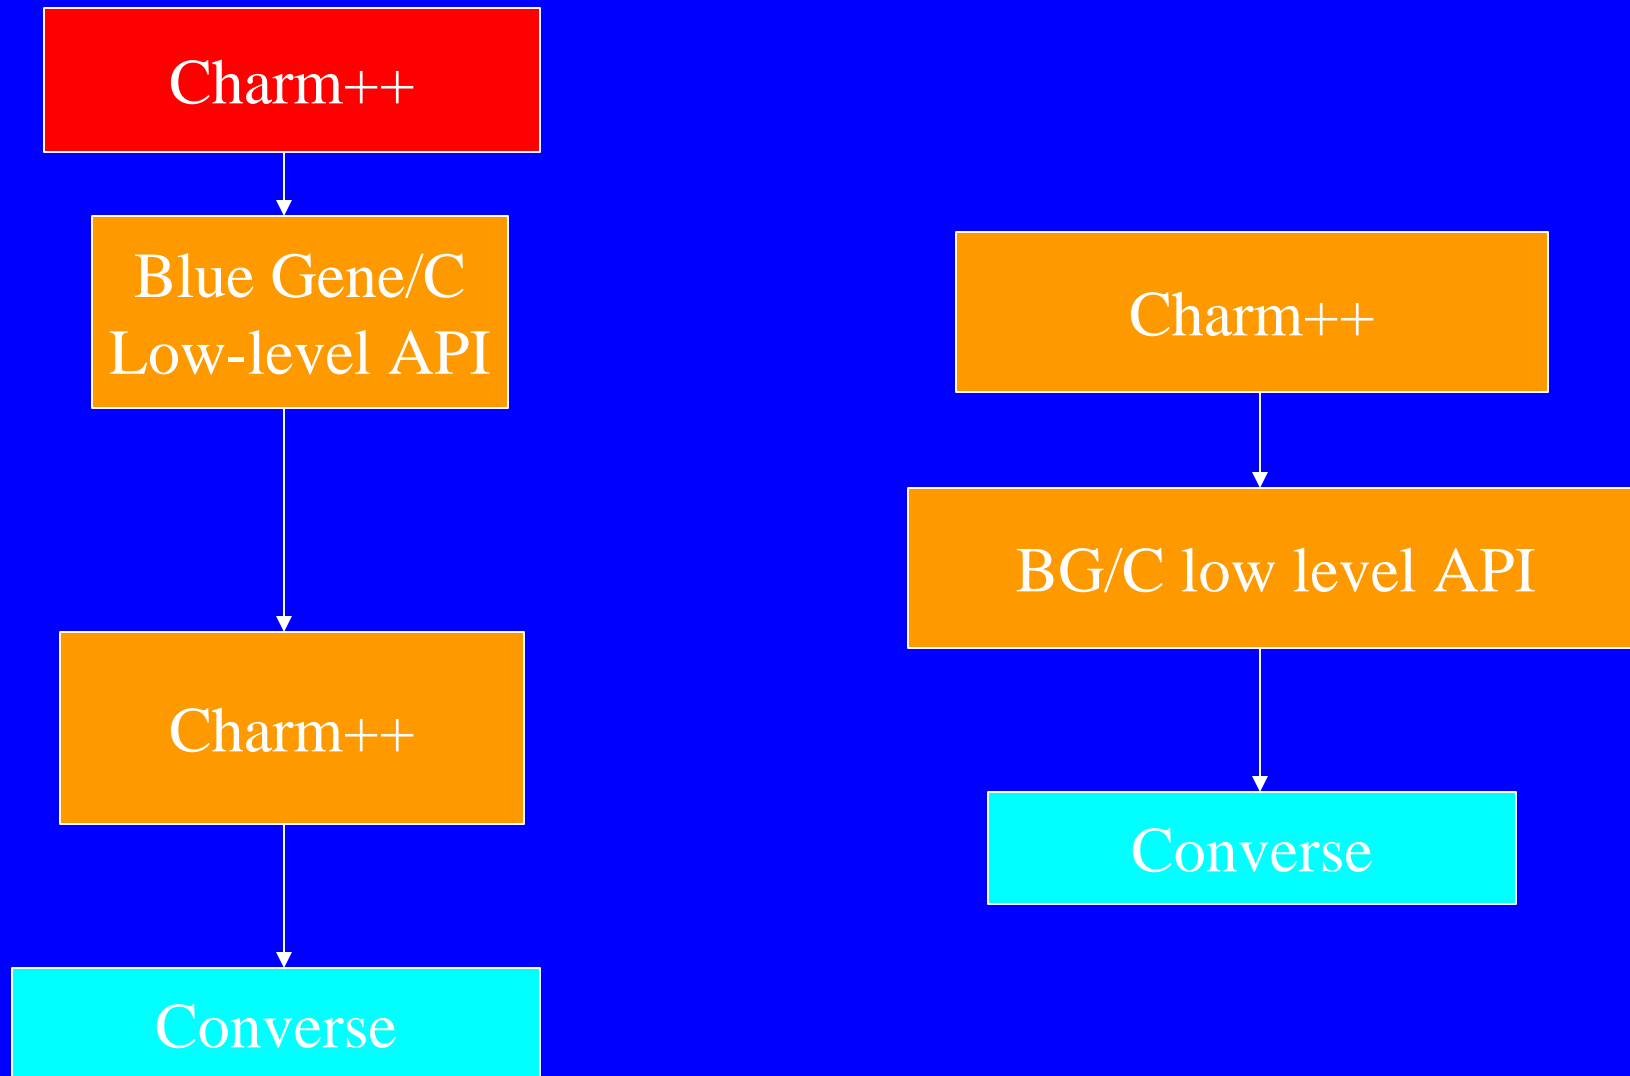 Charm++
Blue Gene/C
Low-level API
Charm++
Converse
Charm++
BG/C low level API
Converse